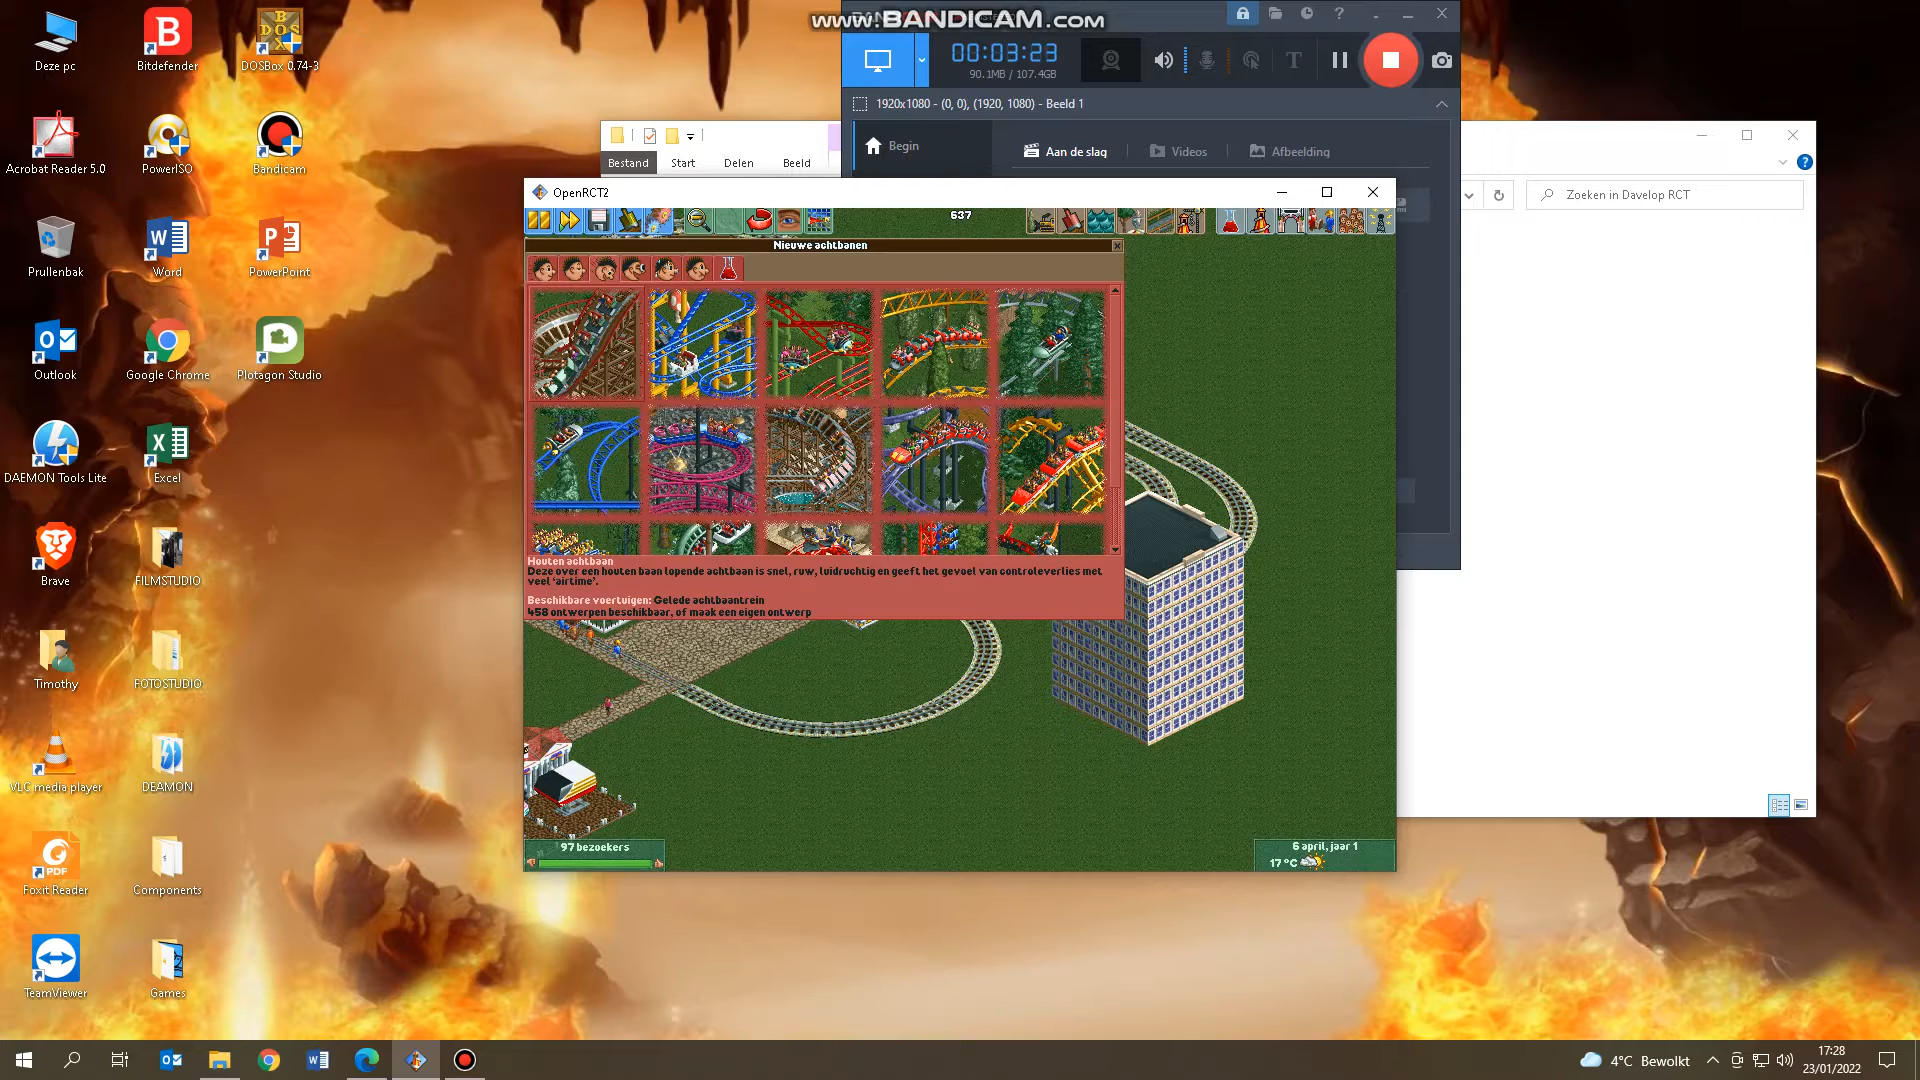 www.BANDICAM.com
00:03:23
90.1MB / 107.4GB
1920x1080 - (0, 0), (1920, 1080) - Beeld 1
Begin
Aan de slag
Videos
Afbeelding
Bestand
Start
Delen
Beeld
Zoeken in Davelop RCT
OpenRCT2
637
Nieuwe achtbanen
Houten achtbaan
Deze over een houten baan lopende achtbaan is snel, ruw, luidruchtig en geeft het gevoel van controleverlies met
veel 'airtime'.
Beschikbare voertuigen: Gelede achtbaantrein
458 ontwerpen beschikbaar, of maak een eigen ontwerp
97 bezoekers
6 april, jaar 1
17 °C
Deze pc
Bitdefender
DOSBox 0.74-3
Acrobat Reader 5.0
PowerISO
Bandicam
Prullenbak
Word
PowerPoint
Outlook
Google Chrome
Plotagon Studio
DAEMON Tools Lite
Excel
Brave
FILMSTUDIO
Timothy
FOTOSTUDIO
VLC media player
DEAMON
Foxit Reader
Components
TeamViewer
Games
4°C Bewolkt
17:28
23/01/2022